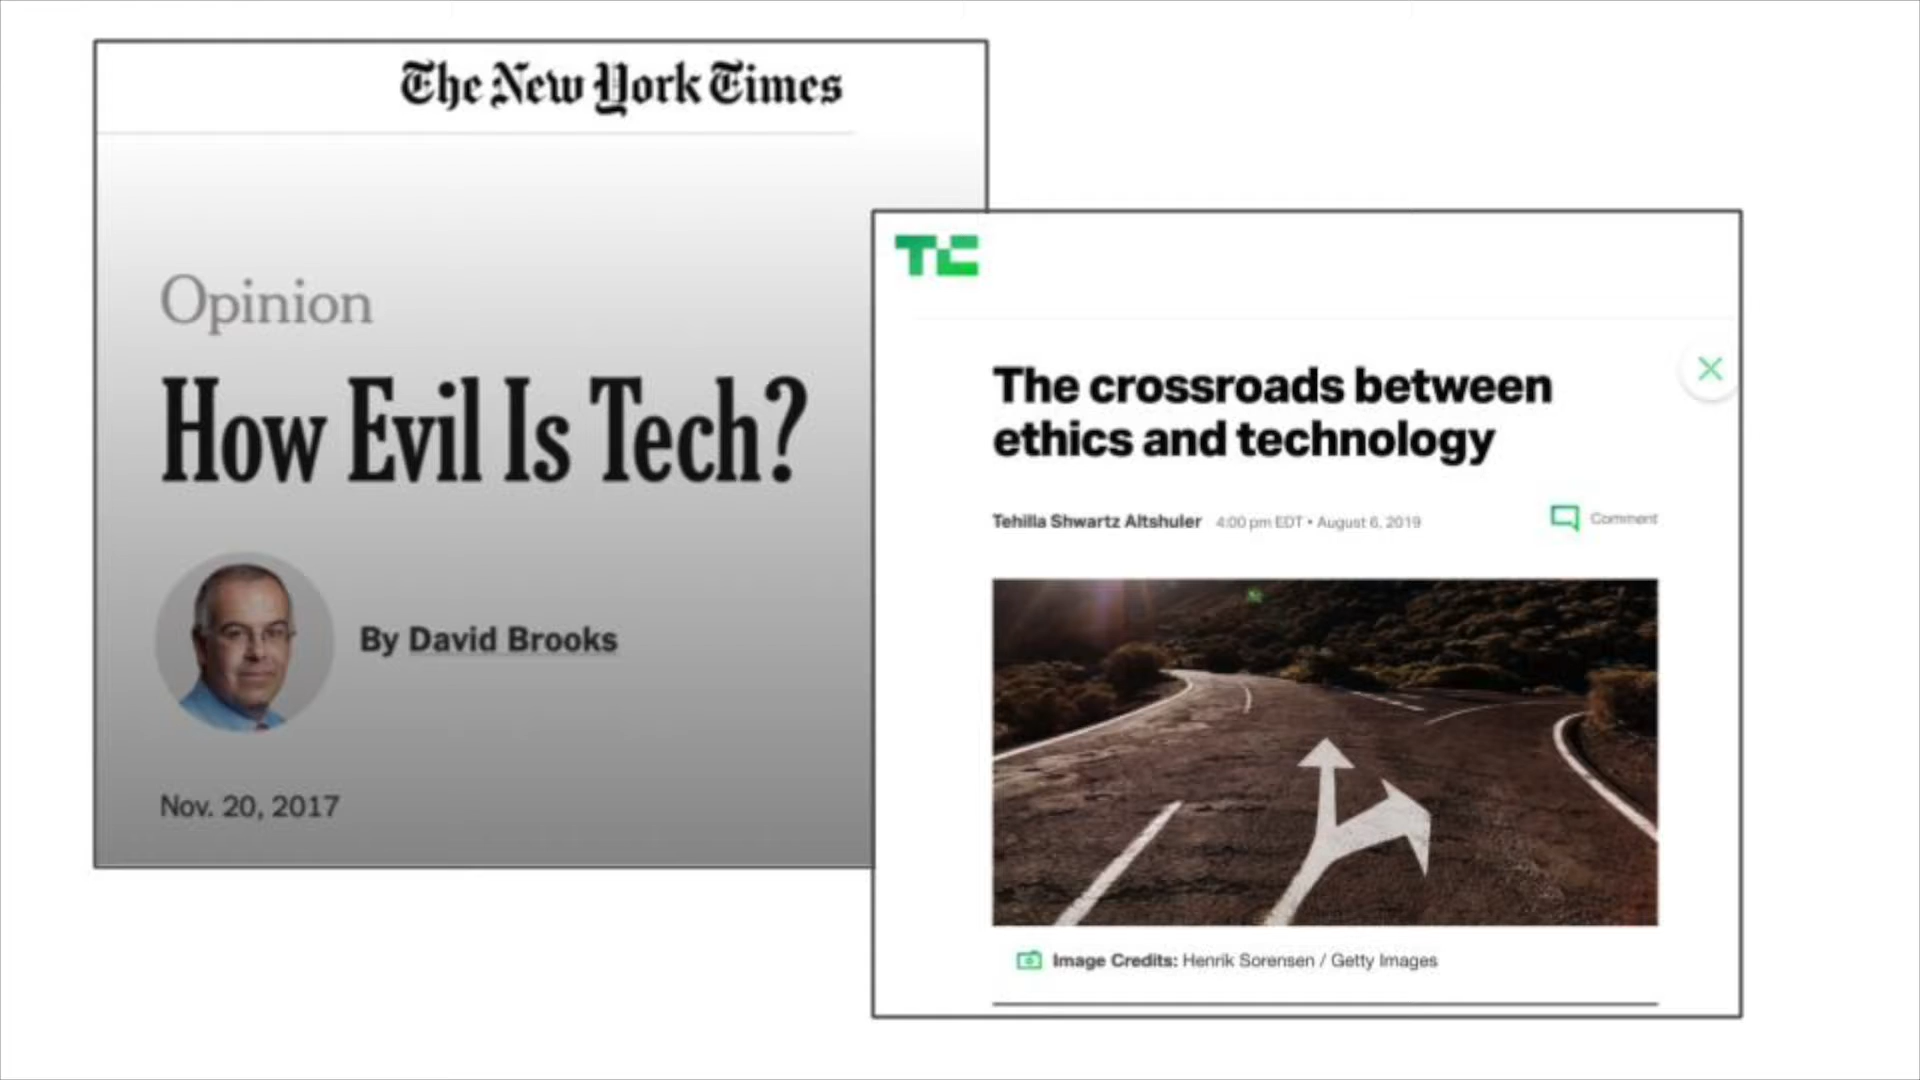 The New York Times
Opinion
How Evil Is Tech?
By David Brooks
Nov. 20, 2017
TC
The crossroads between
ethics and technology
Tehilla Shwartz Altshuler 4:00 pm EDT • August 6, 2019
Comment
Image Credits: Henrik Sorensen / Getty Images